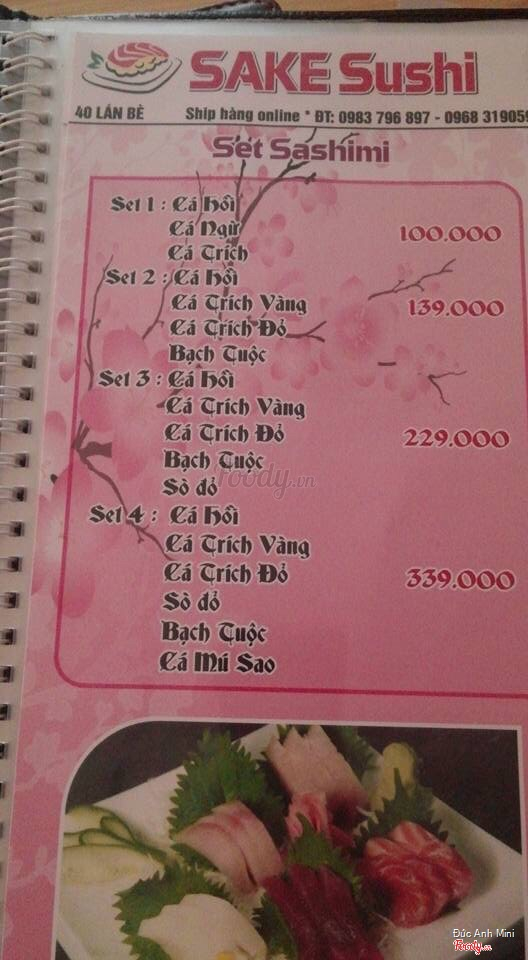 SAKE Sushi
40 LÁN BÈ Ship hàng online * ĐT: 0983 796 897 - 0968 319059
Set Sashimi
Set 1 : Cá Hồi
Cá Ngừ 100.000
Cá Trích
Set 2 : Cá Hồi
Cá Trích Vàng 139.000
Cá Trích Đỏ
Bạch Tuộc
Set 3 : Cá Hồi
Cá Trích Vàng
Cá Trích Đỏ 229.000
Bạch Tuộc
Sò đỏ
foody.vn
Set 4 : Cá Hồi
Cá Trích Vàng
Cá Trích Đỏ 339.000
Sò đỏ
Bạch Tuộc
Cá Mú Sao
Đức Anh Mini
Foody.vn